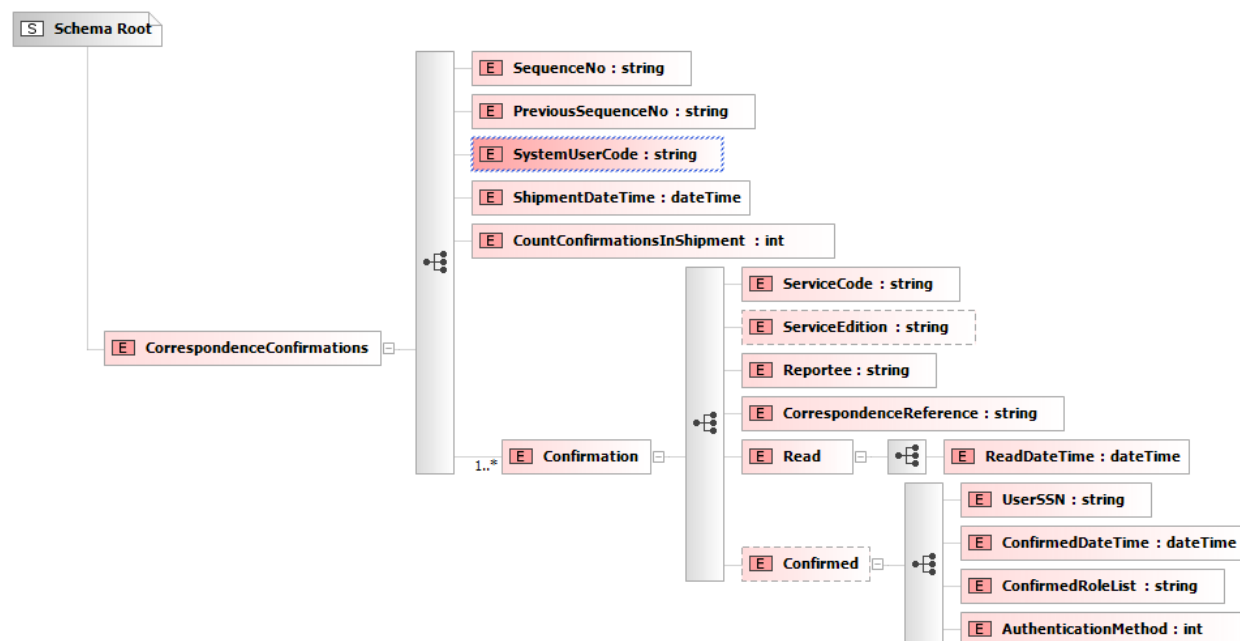 S Schema Root
E SequenceNo : string
E PreviousSequenceNo : string
E SystemUserCode : string
E ShipmentDateTime : dateTime
E CountConfirmationsInShipment : int
E ServiceCode : string
E ServiceEdition : string
E CorrespondenceConfirmations
E Reportee : string
E CorrespondenceReference : string
1..* E Confirmation
E Read
E ReadDateTime : dateTime
E UserSSN : string
E ConfirmedDateTime : dateTime
E Confirmed
E ConfirmedRoleList : string
E AuthenticationMethod : int